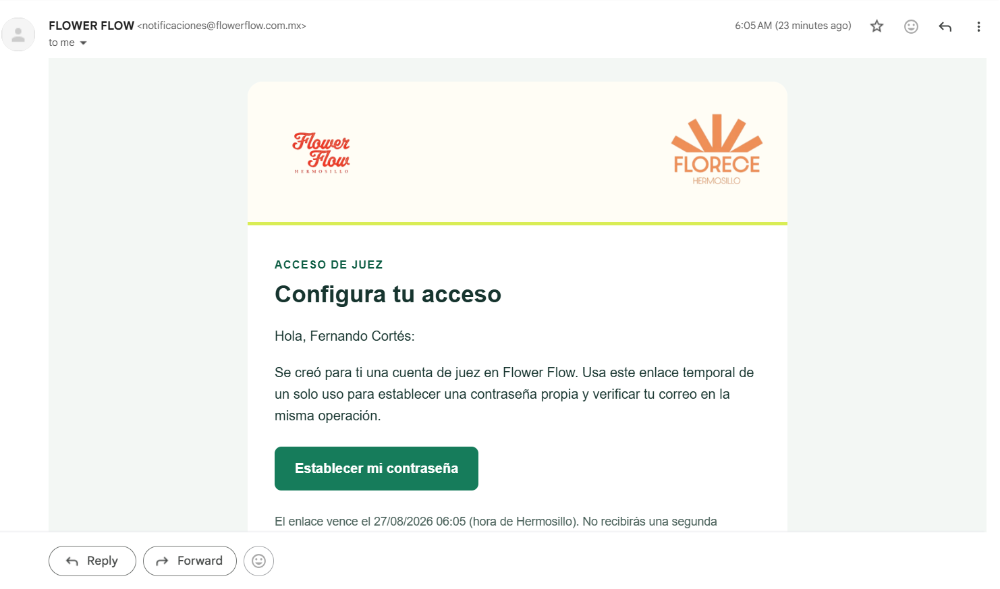 FLOWER FLOW <notificaciones@flowerflow.com.mx>
6:05 AM (23 minutes ago)
to me
Flower
Flow
HERMOSILLO
FLORECE
HERMOSILLO
ACCESO DE JUEZ
Configura tu acceso
Hola, Fernando Cortés:
Se creó para ti una cuenta de juez en Flower Flow. Usa este enlace temporal de
un solo uso para establecer una contraseña propia y verificar tu correo en la
misma operación.
Establecer mi contraseña
El enlace vence el 27/08/2026 06:05 (hora de Hermosillo). No recibirás una segunda
Reply
Forward